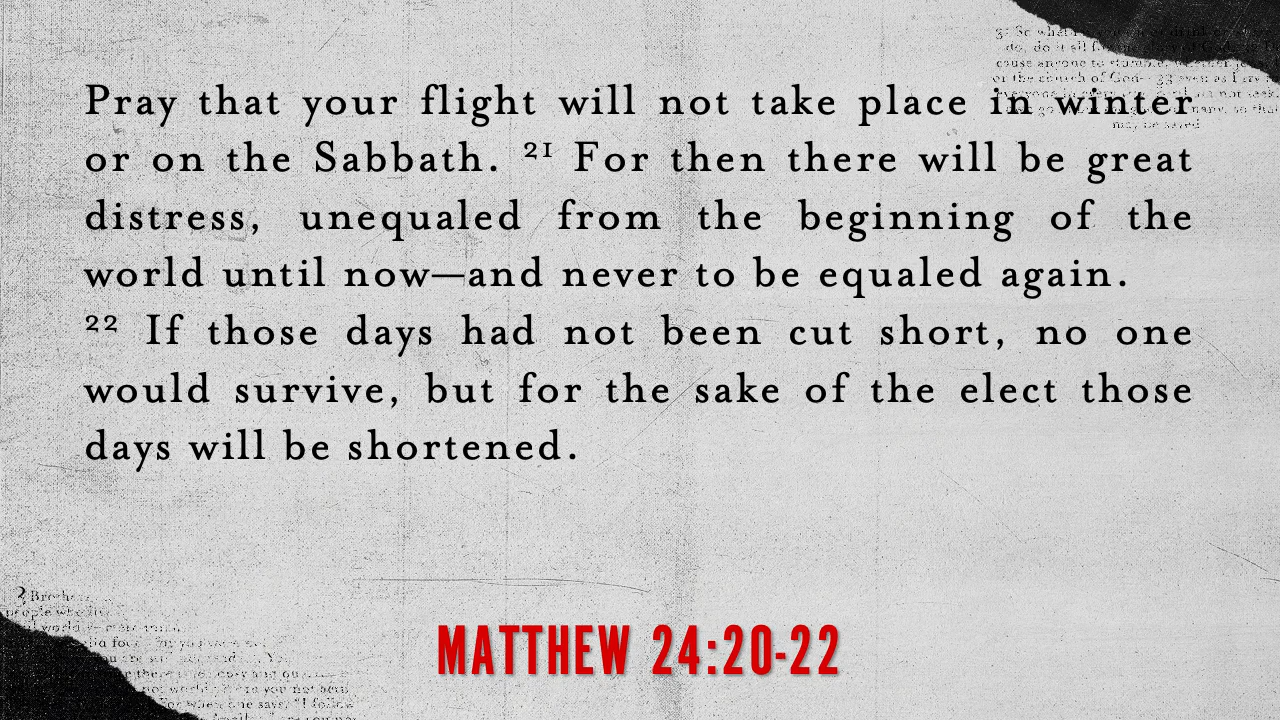 Pray that your flight will not take place in winter
or on the Sabbath. ²¹ For then there will be great
distress, unequaled from the beginning of the
world until now—and never to be equaled again.
²² If those days had not been cut short, no one
would survive, but for the sake of the elect those
days will be shortened.
MATTHEW 24:20-22